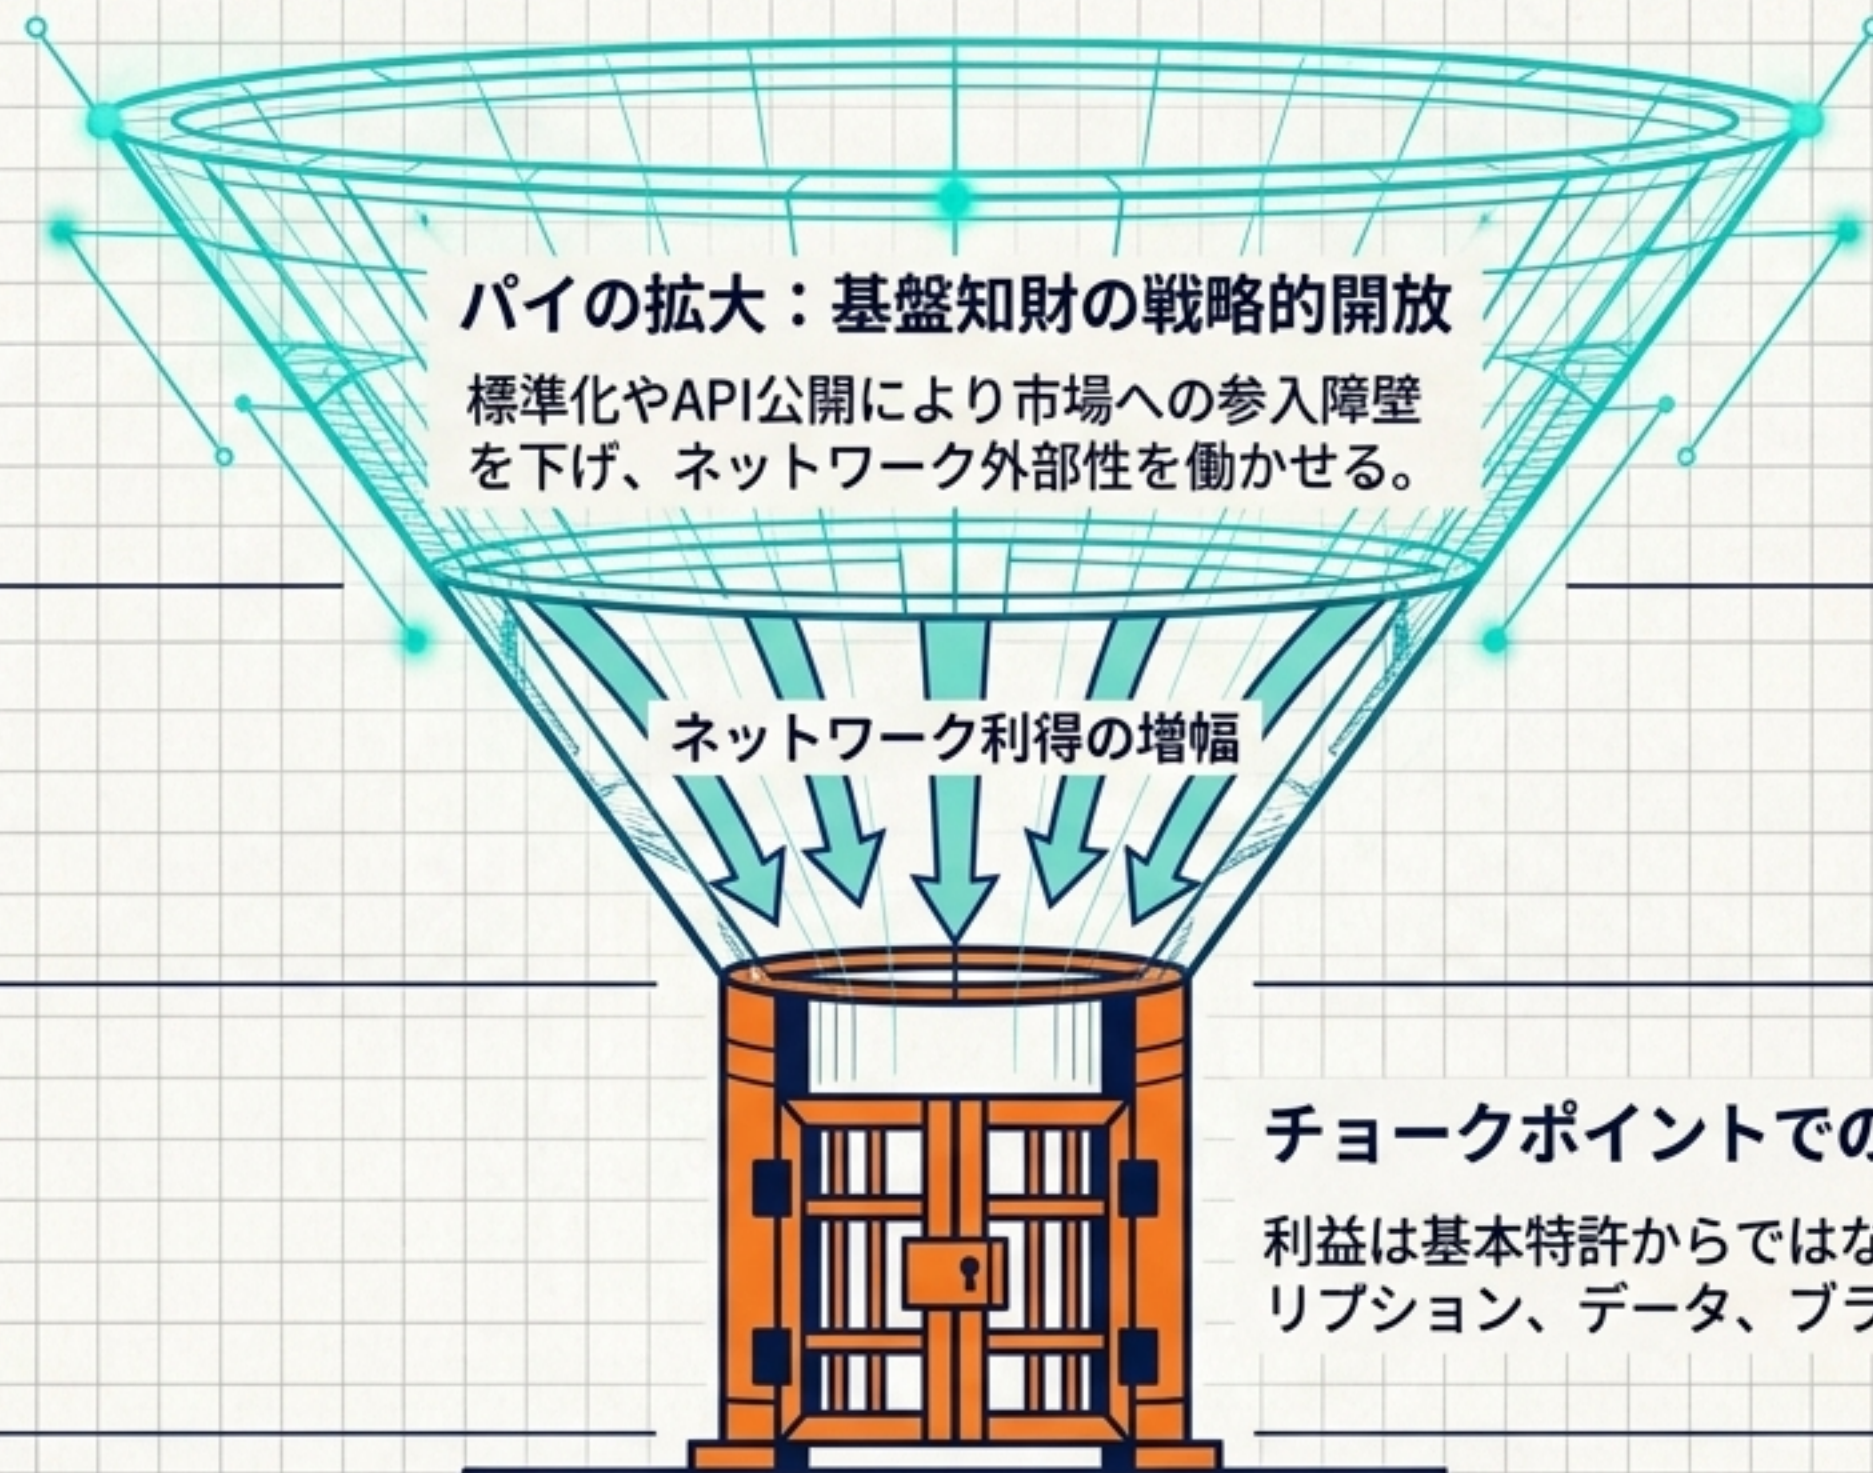 パイの拡大：基盤知財の戦略的開放
標準化やAPI公開により市場への参入障壁
を下げ、ネットワーク外部性を働かせる。
ネットワーク利得の増幅
チョークポイントでの
利益は基本特許からではな
リプション、データ、ブラ